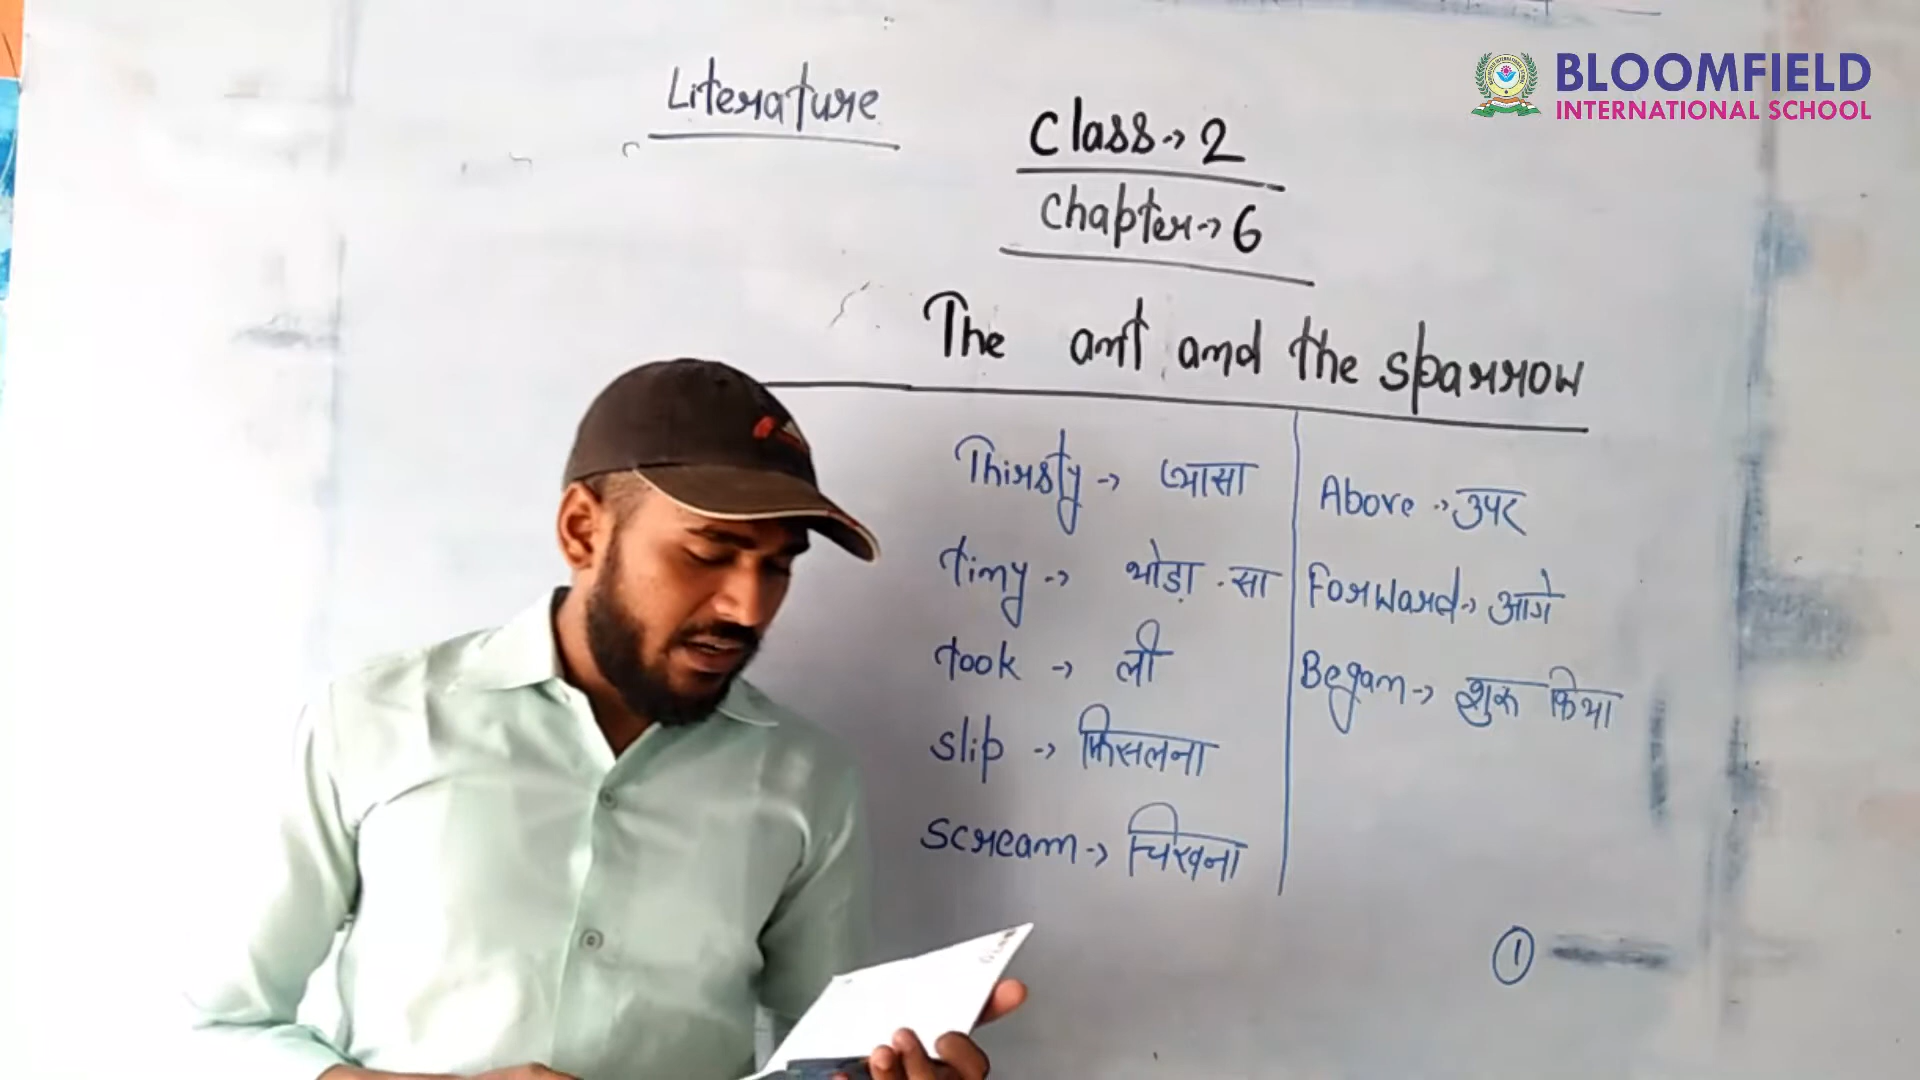 BLOOMFIELD
INTERNATIONAL SCHOOL
Literature
Class → 2
Chapter → 6
The ant and the sparrow
Thirsty → प्यासा
tiny → थोड़ा - सा
took → ली
slip → फिसलना
Scream → चिखना
Above → उपर
Forward → आगे
Began → शुरू किया
1